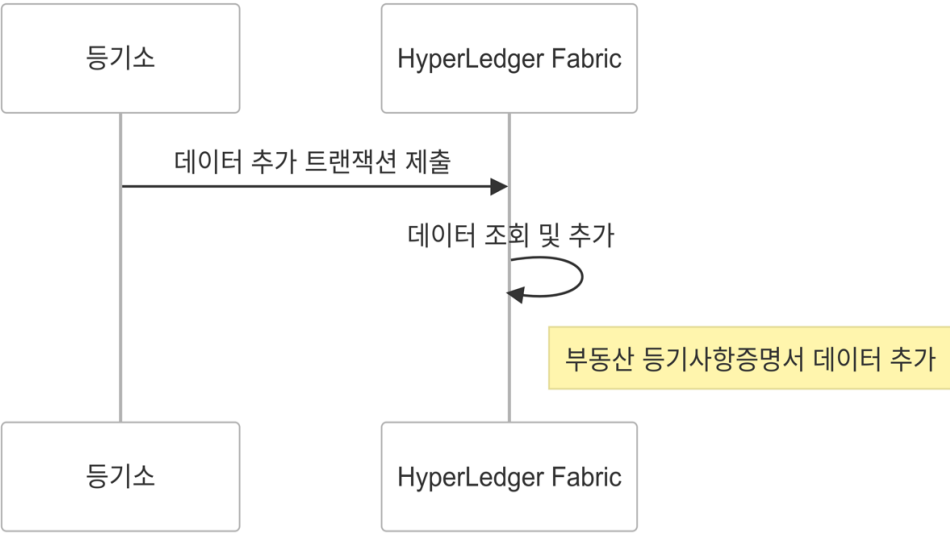 등기소
HyperLedger Fabric
데이터 추가 트랜잭션 제출
데이터 조회 및 추가
부동산 등기사항증명서 데이터 추가
등기소
HyperLedger Fabric